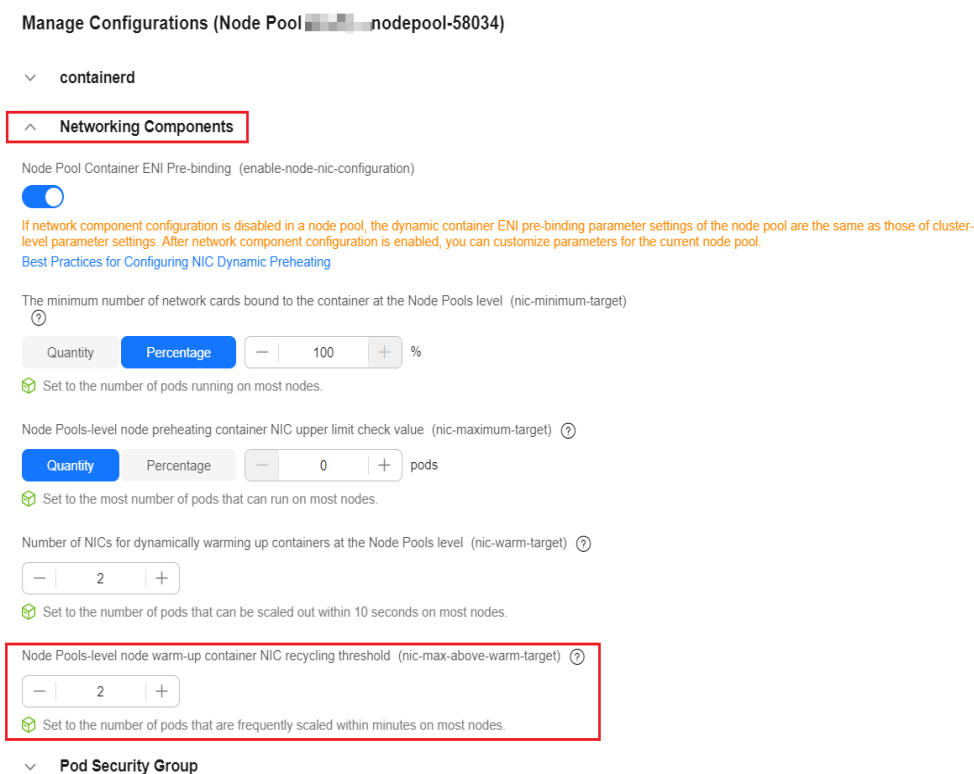 Manage Configurations (Node Pool nodepool-58034)
containerd
Networking Components
Node Pool Container ENI Pre-binding (enable-node-nic-configuration)
If network component configuration is disabled in a node pool, the dynamic container ENI pre-binding parameter settings of the node pool are the same as those of cluster-
level parameter settings. After network component configuration is enabled, you can customize parameters for the current node pool.
Best Practices for Configuring NIC Dynamic Preheating
The minimum number of network cards bound to the container at the Node Pools level (nic-minimum-target)
?
Quantity Percentage − 100 + %
Set to the number of pods running on most nodes.
Node Pools-level node preheating container NIC upper limit check value (nic-maximum-target) ?
Quantity Percentage − 0 + pods
Set to the most number of pods that can run on most nodes.
Number of NICs for dynamically warming up containers at the Node Pools level (nic-warm-target) ?
− 2 +
Set to the number of pods that can be scaled out within 10 seconds on most nodes.
Node Pools-level node warm-up container NIC recycling threshold (nic-max-above-warm-target) ?
− 2 +
Set to the number of pods that are frequently scaled within minutes on most nodes.
Pod Security Group